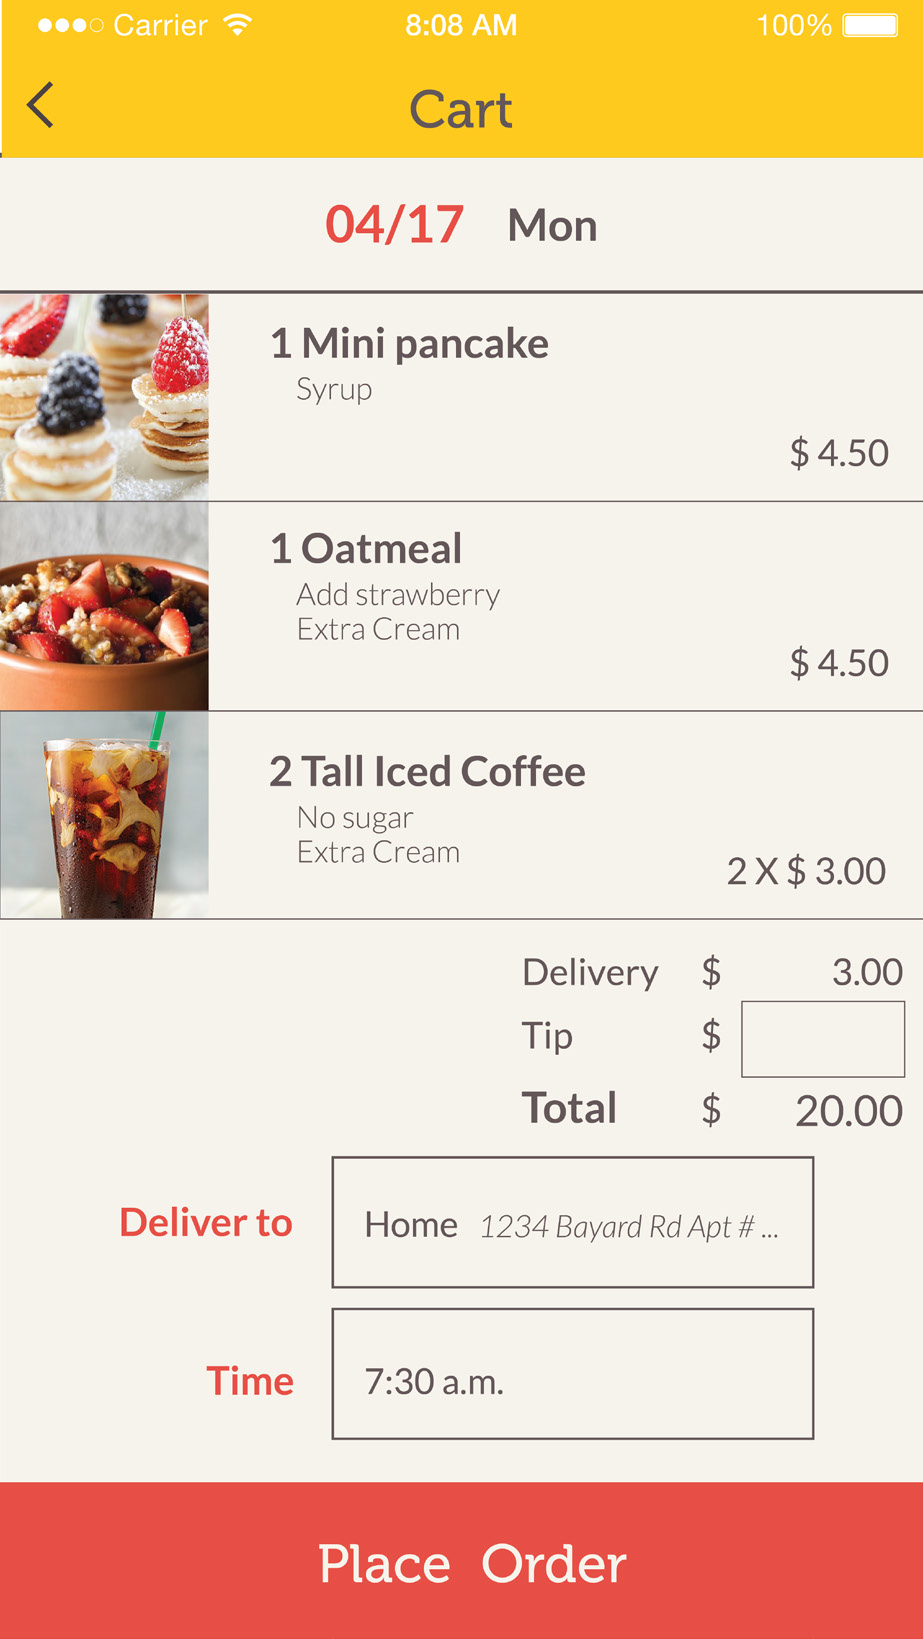 Carrier 8:08 AM 100%
Cart
04/17 Mon
1 Mini pancake
Syrup
$ 4.50
1 Oatmeal
Add strawberry
Extra Cream
$ 4.50
2 Tall Iced Coffee
No sugar
Extra Cream
2 X $ 3.00
Delivery $ 3.00
Tip $
Total $ 20.00
Deliver to Home 1234 Bayard Rd Apt # ...
Time 7:30 a.m.
Place Order